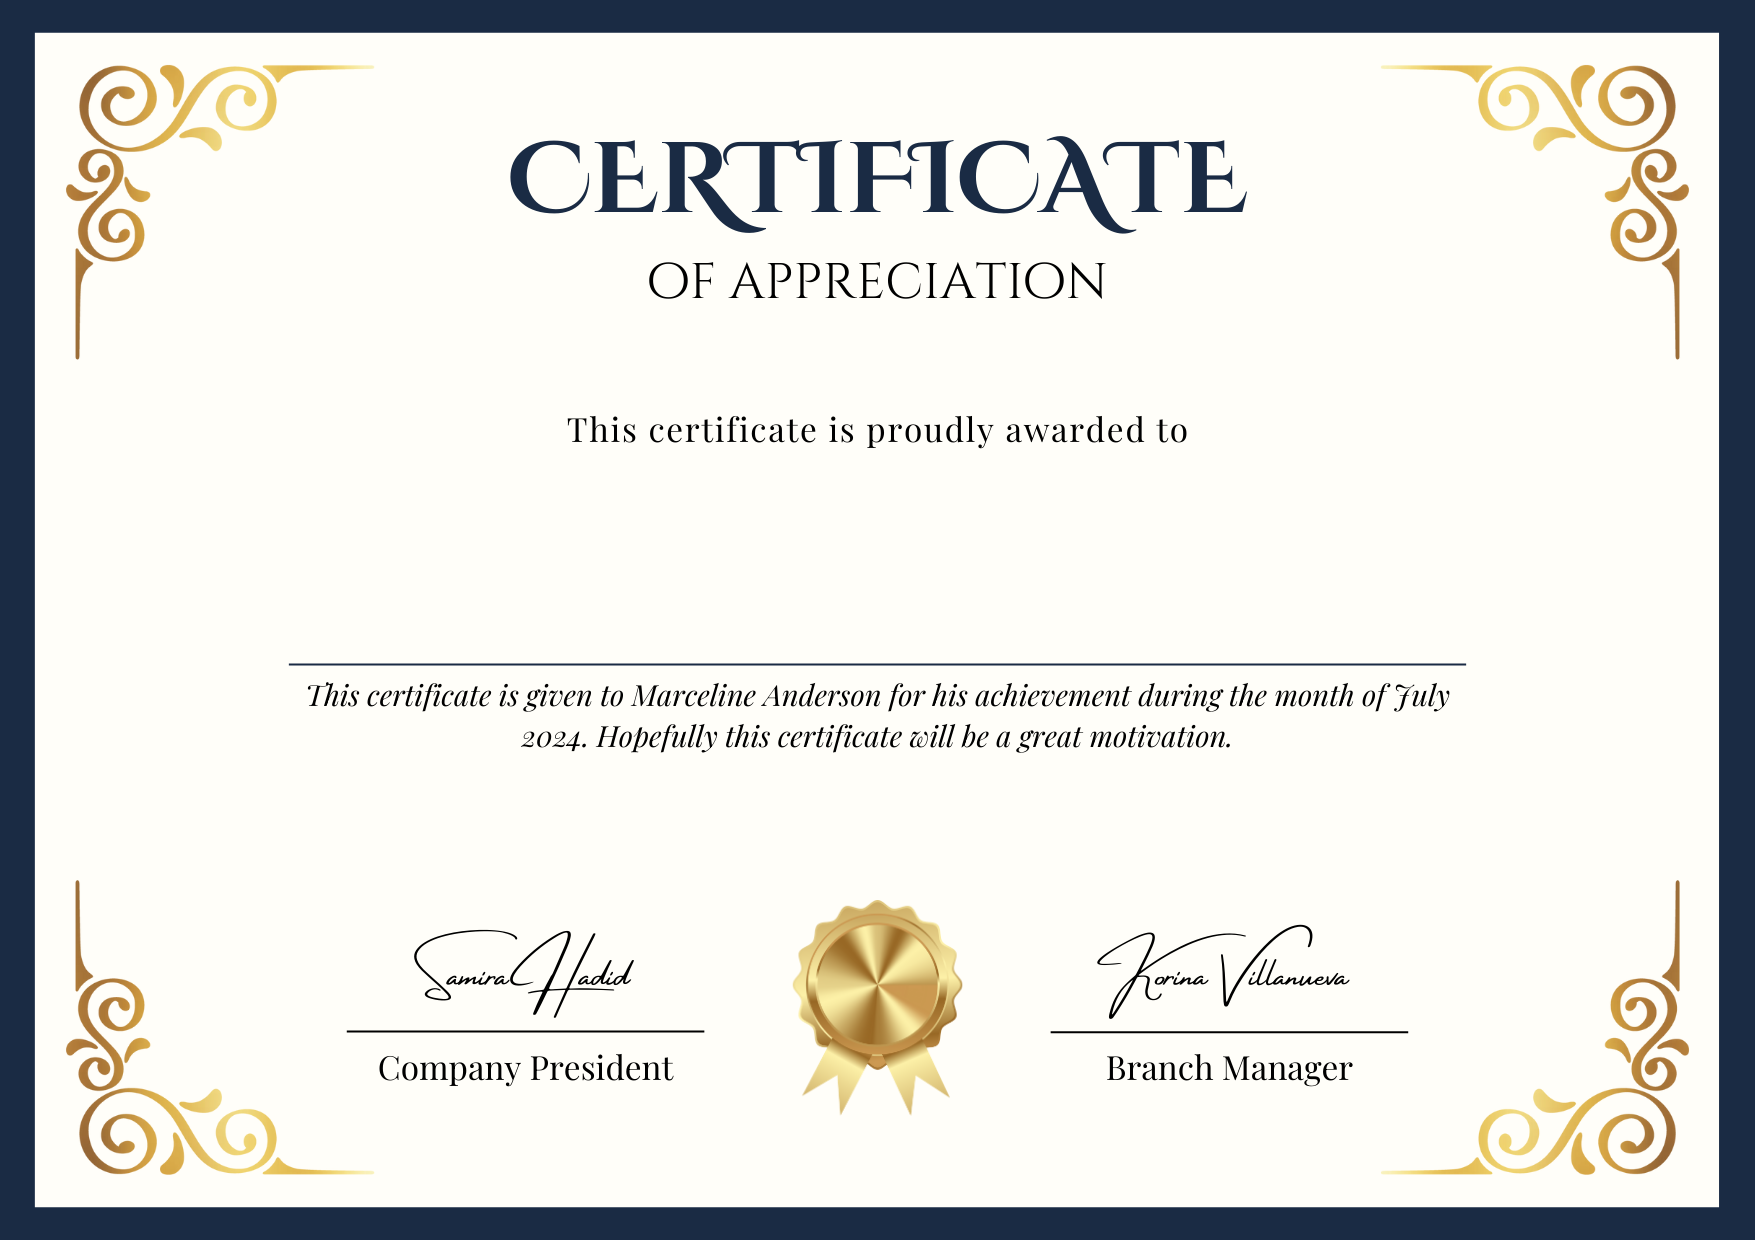 CERTIFICATE
OF APPRECIATION
This certificate is proudly awarded to
This certificate is given to Marceline Anderson for his achievement during the month of July
2024. Hopefully this certificate will be a great motivation.
Samira Hadid
Korina Villanueva
Company President
Branch Manager